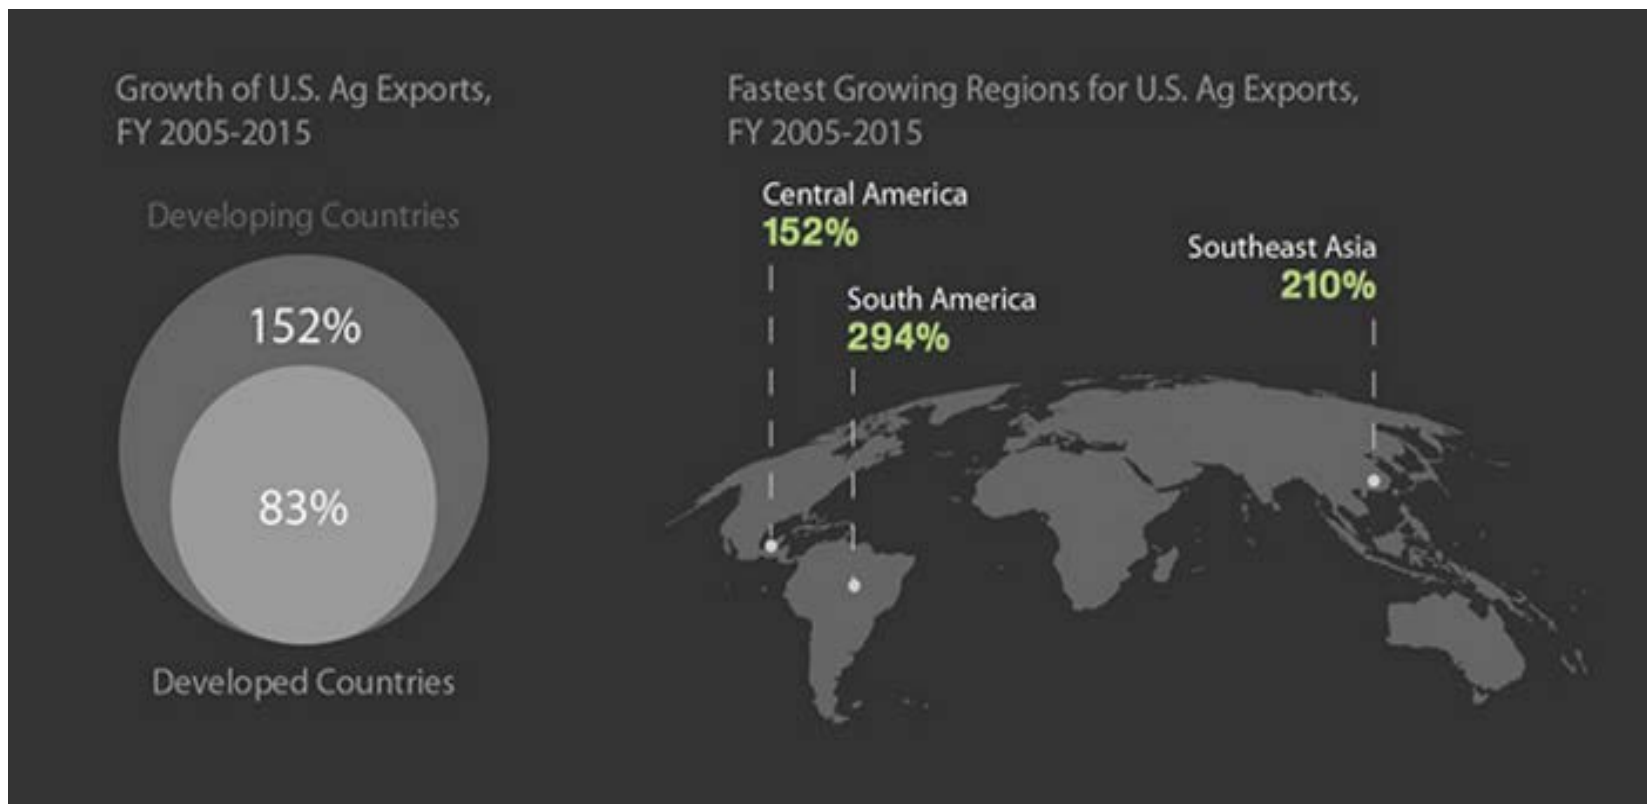 Growth of U.S. Ag Exports,
FY 2005-2015
Developing Countries
152%
83%
Developed Countries
Fastest Growing Regions for U.S. Ag Exports,
FY 2005-2015
Central America
152%
South America
294%
Southeast Asia
210%